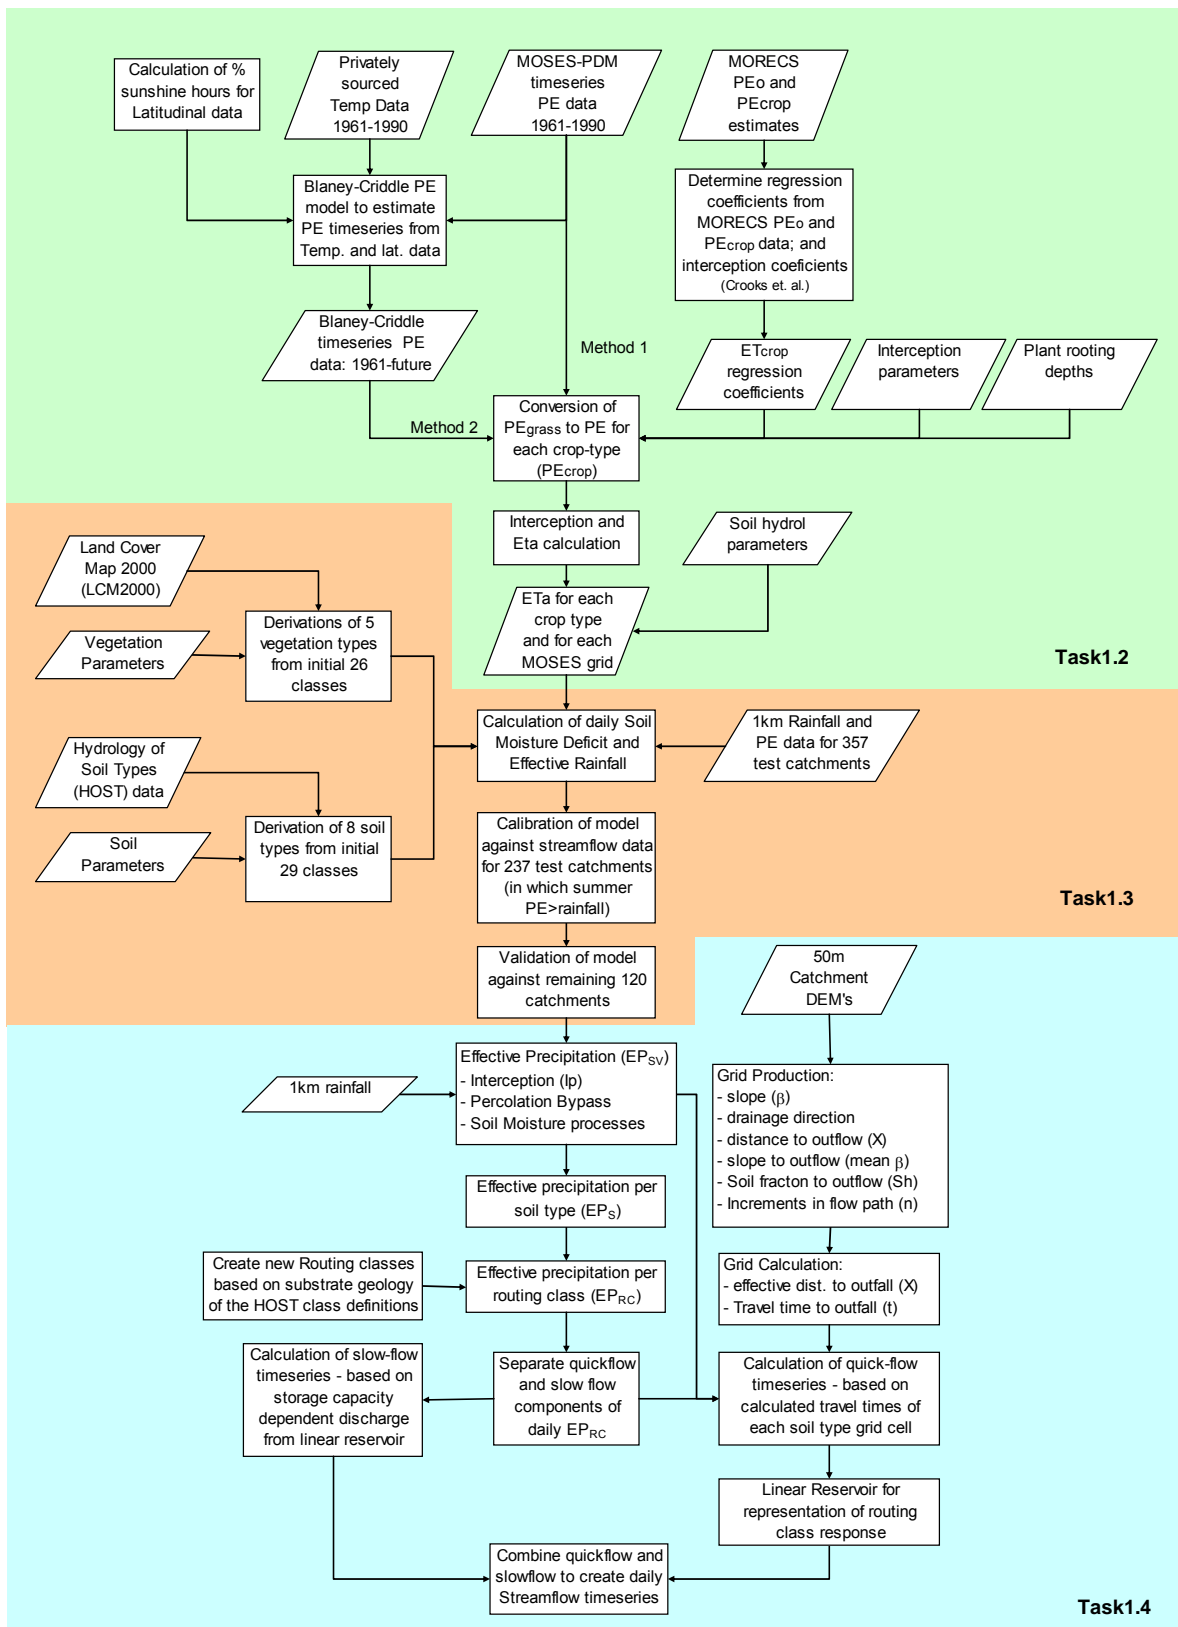 Calculation of %
sunshine hours for
Latitudinal data
Privately
sourced
Temp Data
1961-1990
MOSES-PDM
timeseries
PE data
1961-1990
MORECS
PEo and
PEcrop
estimates
Blaney-Criddle PE
model to estimate
PE timeseries from
Temp. and lat. data
Determine regression
coefficients from
MORECS PEo and
PEcrop data; and
interception coeficients
(Crooks et. al.)
Blaney-Criddle
timeseries PE
data: 1961-future
Method 1
ETcrop
regression
coefficients
Interception
parameters
Plant rooting
depths
Method 2
Conversion of
PEgrass to PE for
each crop-type
(PEcrop)
Interception and
Eta calculation
Soil hydrol
parameters
ETa for each
crop type
and for each
MOSES grid
Task1.2
Land Cover
Map 2000
(LCM2000)
Vegetation
Parameters
Derivations of 5
vegetation types
from initial 26
classes
Hydrology of
Soil Types
(HOST) data
Soil
Parameters
Derivation of 8 soil
types from initial
29 classes
Calculation of daily Soil
Moisture Deficit and
Effective Rainfall
1km Rainfall and
PE data for 357
test catchments
Calibration of model
against streamflow data
for 237 test catchments
(in which summer
PE>rainfall)
Task1.3
Validation of model
against remaining 120
catchments
50m
Catchment
DEM's
1km rainfall
Effective Precipitation (EPSV)
- Interception (Ip)
- Percolation Bypass
- Soil Moisture processes
Grid Production:
- slope (β)
- drainage direction
- distance to outflow (X)
- slope to outflow (mean β)
- Soil fracton to outflow (Sh)
- Increments in flow path (n)
Effective precipitation per
soil type (EPS)
Create new Routing classes
based on substrate geology
of the HOST class definitions
Effective precipitation per
routing class (EPRC)
Grid Calculation:
- effective dist. to outfall (X)
- Travel time to outfall (t)
Calculation of slow-flow
timeseries - based on
storage capacity
dependent discharge
from linear reservoir
Separate quickflow
and slow flow
components of
daily EPRC
Calculation of quick-flow
timeseries - based on
calculated travel times of
each soil type grid cell
Linear Reservoir for
representation of routing
class response
Combine quickflow and
slowflow to create daily
Streamflow timeseries
Task1.4